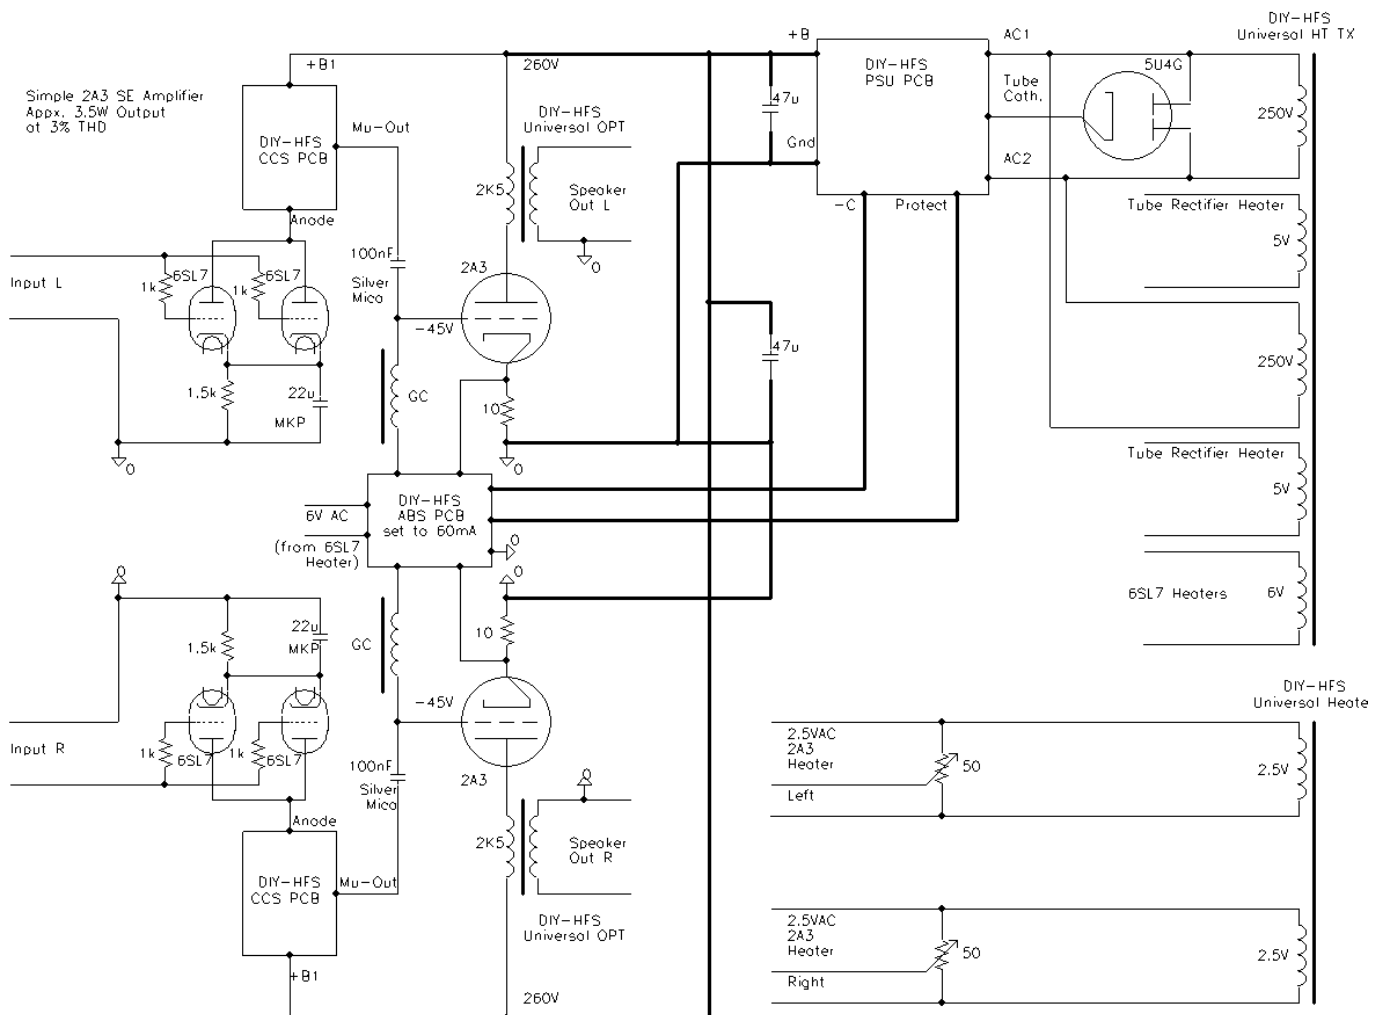 DIY-HFS
Universal HT TX
+B
AC1
+B1
260V
DIY-HFS
PSU PCB
5U4G
Tube
Cath.
Simple 2A3 SE Amplifier
Appx. 3.5W Output
at 3% THD
47u
250V
DIY-HFS
Universal OPT
Mu-Out
DIY-HFS
CCS PCB
Gnd
AC2
2K5
Speaker
Out L
-C
Protect
Tube Rectifier Heater
Anode
5V
100nF
6SL7
6SL7
2A3
0
Input L
1k
1k
Silver
Mica
-45V
47u
250V
1.5k
22u
GC
10
MKP
0
0
Tube Rectifier Heater
5V
DIY-HFS
ABS PCB
set to 60mA
6V AC
(from 6SL7
Heater)
0
0
0
6SL7 Heaters
6V
22u
10
1.5k
MKP
GC
DIY-HFS
Universal Heate
-45V
Input R
1k
6SL7
1k
6SL7
2.5VAC
2A3
Heater
50
2.5V
Left
100nF
Silver
Mica
2A3
0
Anode
2K5
Speaker
Out R
DIY-HFS
CCS PCB
Mu-Out
DIY-HFS
Universal OPT
2.5VAC
2A3
Heater
50
2.5V
Right
+B1
260V